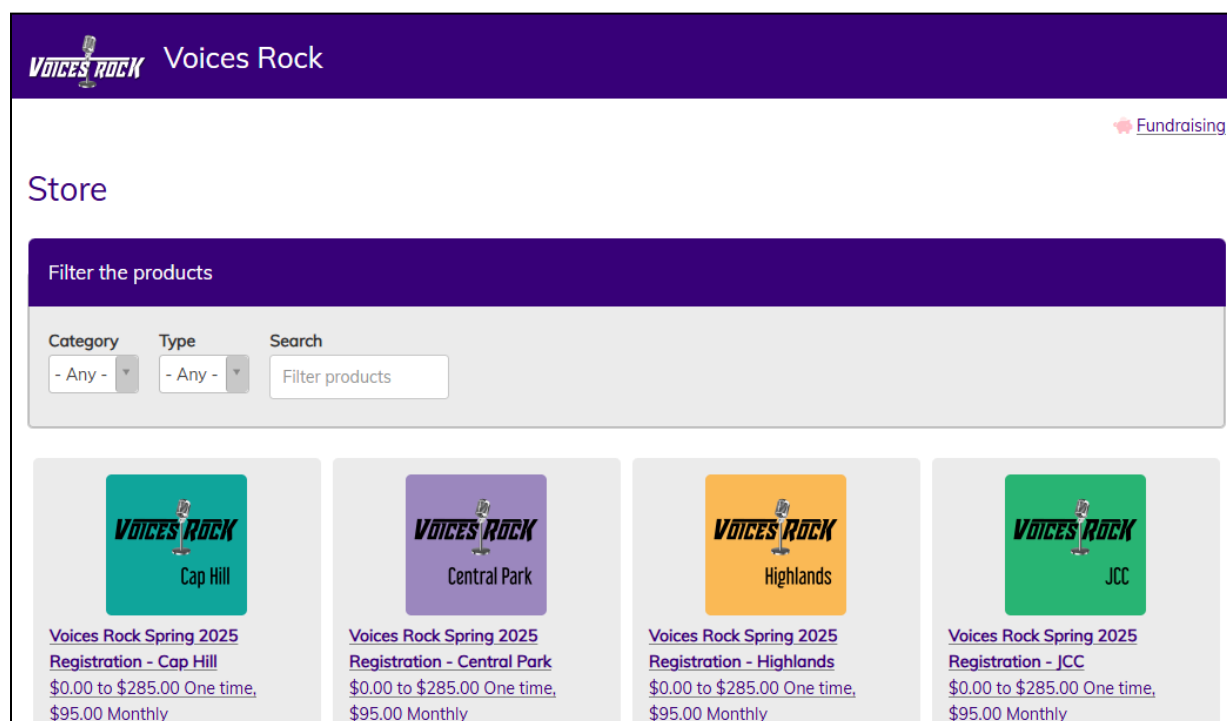 VOICES ROCK Voices Rock
Fundraising
Store
Filter the products
Category Type Search
- Any - - Any - Filter products
VOICES ROCK
Cap Hill
Voices Rock Spring 2025
Registration - Cap Hill
$0.00 to $285.00 One time,
$95.00 Monthly
VOICES ROCK
Central Park
Voices Rock Spring 2025
Registration - Central Park
$0.00 to $285.00 One time,
$95.00 Monthly
VOICES ROCK
Highlands
Voices Rock Spring 2025
Registration - Highlands
$0.00 to $285.00 One time,
$95.00 Monthly
VOICES ROCK
JCC
Voices Rock Spring 2025
Registration - JCC
$0.00 to $285.00 One time,
$95.00 Monthly